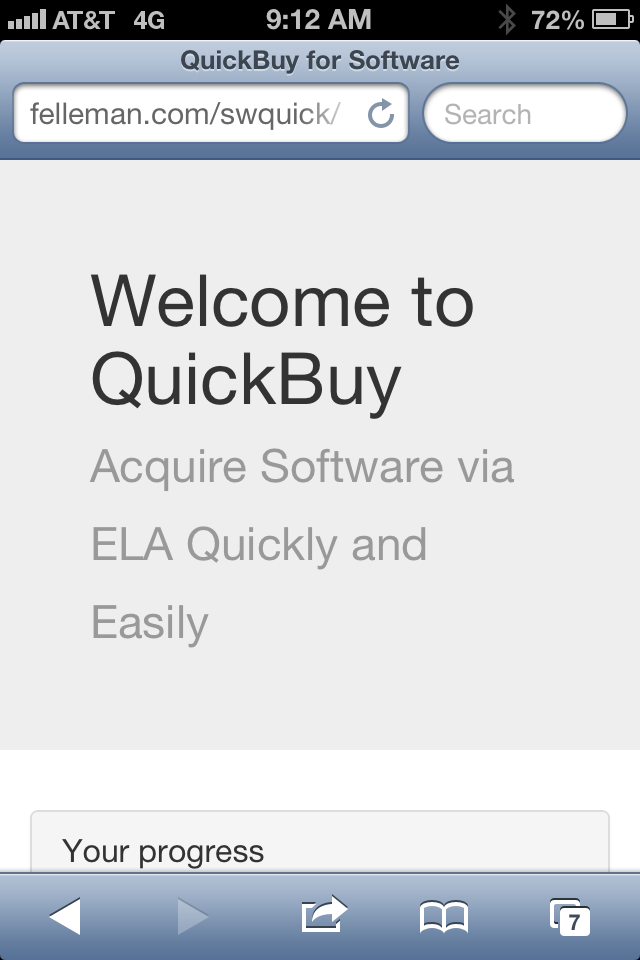 AT&T 4G 9:12 AM 72%
QuickBuy for Software
felleman.com/swquick/ Search
Welcome to
QuickBuy
Acquire Software via
ELA Quickly and
Easily
Your progress
7